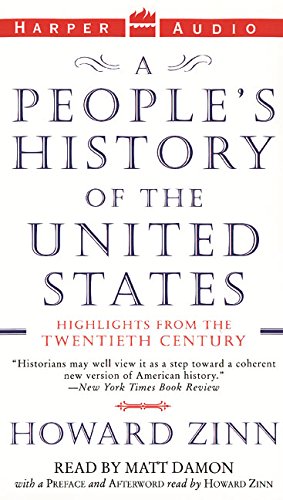 HARPER AUDIO
A
PEOPLE'S
HISTORY
OF THE
UNITED
STATES
HIGHLIGHTS FROM THE
TWENTIETH CENTURY
"Historians may well view it as a step toward a coherent
new version of American history."
—New York Times Book Review
HOWARD ZINN
READ BY MATT DAMON
with a PREFACE and AFTERWORD read by HOWARD ZINN